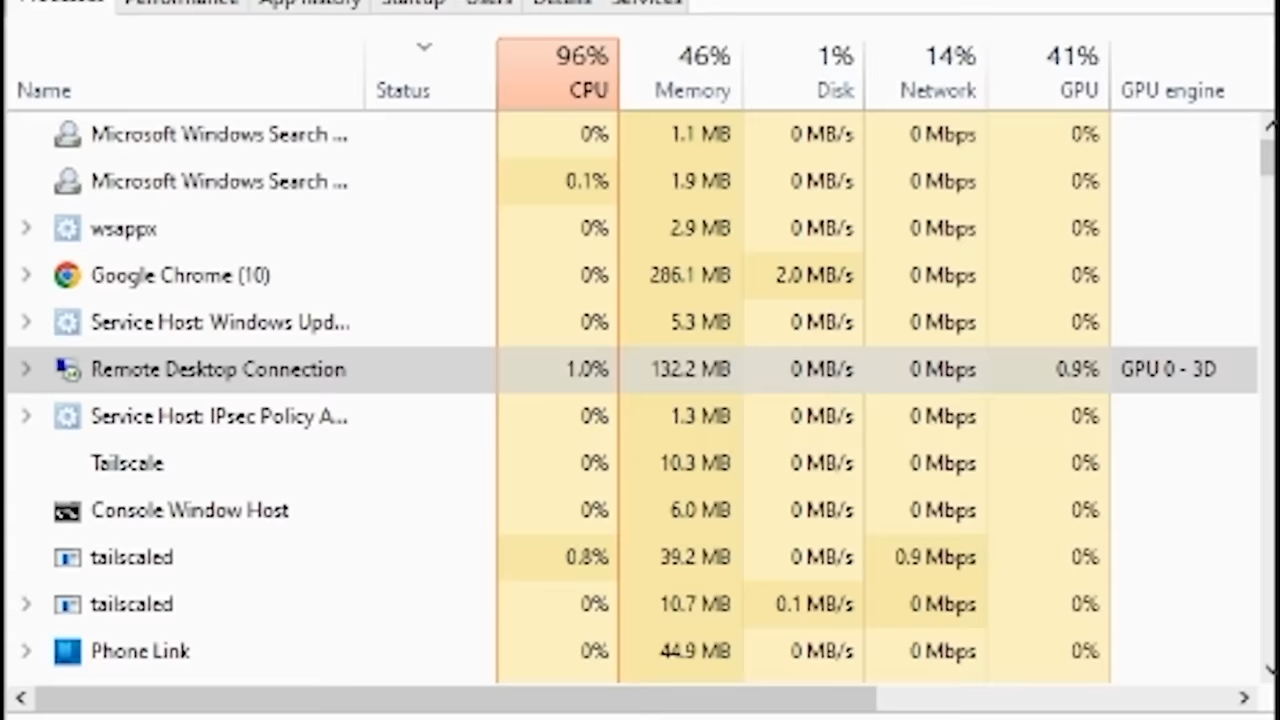 Processes Performance App history Startup Users Details Services
96% 46% 1% 14% 41%
Name Status CPU Memory Disk Network GPU GPU engine
Microsoft Windows Search ... 0% 1.1 MB 0 MB/s 0 Mbps 0%
Microsoft Windows Search ... 0.1% 1.9 MB 0 MB/s 0 Mbps 0%
wsappx 0% 2.9 MB 0 MB/s 0 Mbps 0%
Google Chrome (10) 0% 286.1 MB 2.0 MB/s 0 Mbps 0%
Service Host: Windows Upd... 0% 5.3 MB 0 MB/s 0 Mbps 0%
Remote Desktop Connection 1.0% 132.2 MB 0 MB/s 0 Mbps 0.9% GPU 0 - 3D
Service Host: IPsec Policy A... 0% 1.3 MB 0 MB/s 0 Mbps 0%
Tailscale 0% 10.3 MB 0 MB/s 0 Mbps 0%
Console Window Host 0% 6.0 MB 0 MB/s 0 Mbps 0%
tailscaled 0.8% 39.2 MB 0 MB/s 0.9 Mbps 0%
tailscaled 0% 10.7 MB 0.1 MB/s 0 Mbps 0%
Phone Link 0% 44.9 MB 0 MB/s 0 Mbps 0%